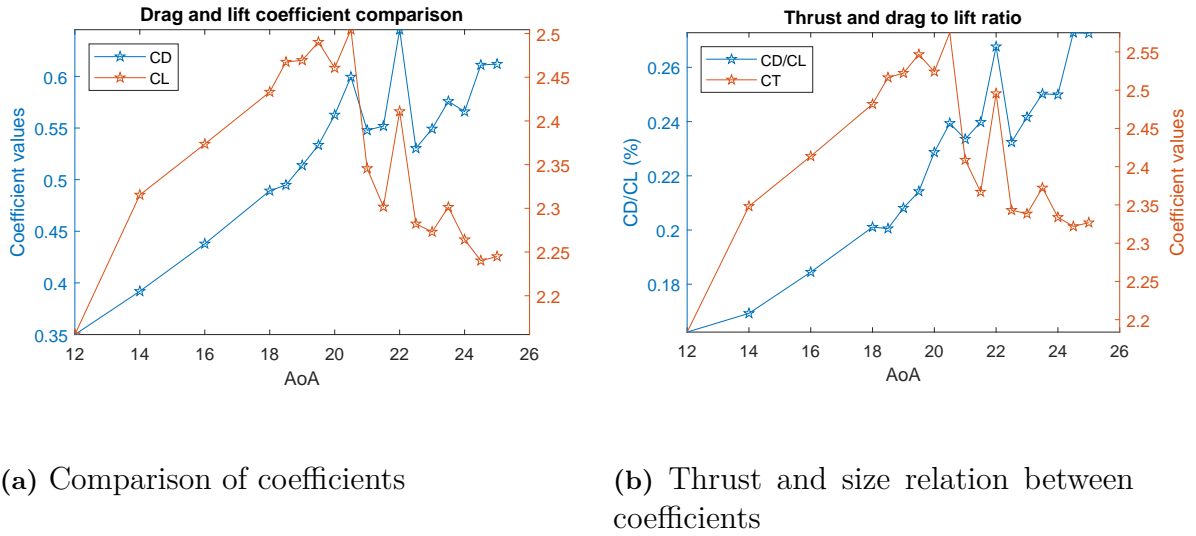 Drag and lift coefficient comparison
CD
CL
Coefficient values
0.6
0.55
0.5
0.45
0.4
0.35
2.5
2.45
2.4
2.35
2.3
2.25
2.2
12 14 16 18 20 22 24 26
AoA
Thrust and drag to lift ratio
CD/CL
CT
CD/CL (%)
0.26
0.24
0.22
0.2
0.18
2.55
2.5
2.45
2.4
2.35
2.3
2.25
2.2
Coefficient values
12 14 16 18 20 22 24 26
AoA
(a) Comparison of coefficients
(b) Thrust and size relation between
coefficients